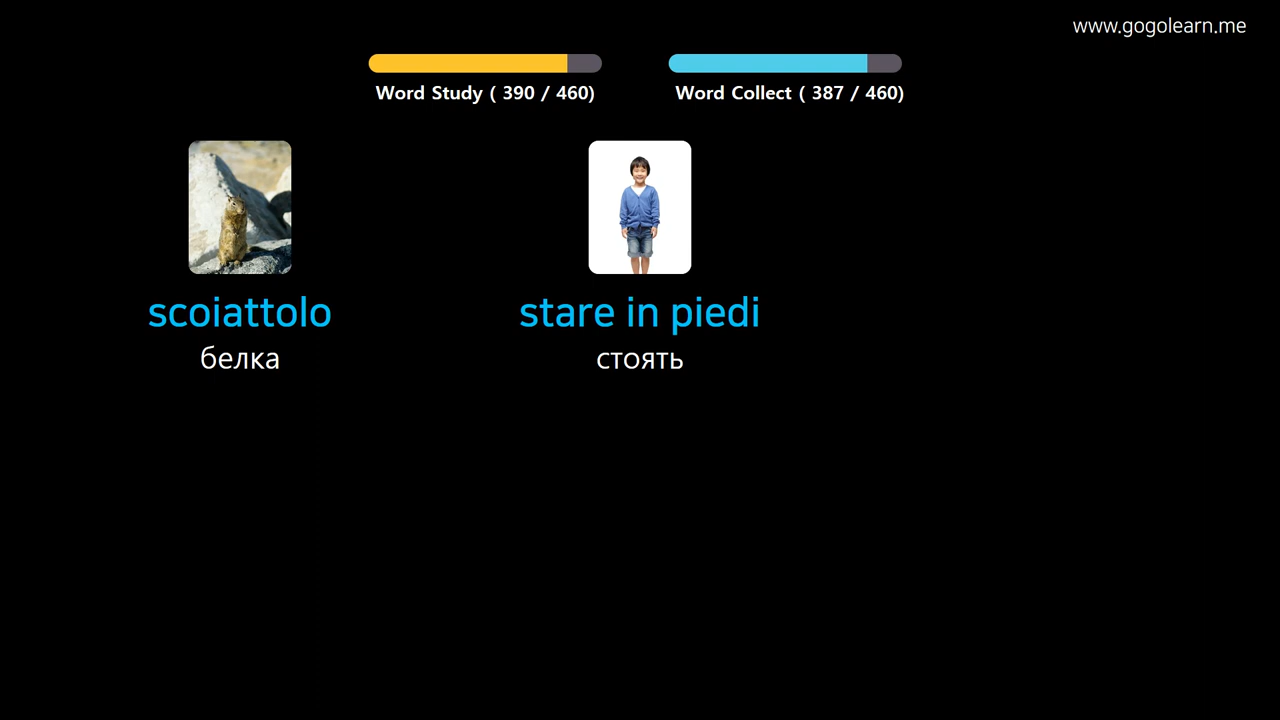 www.gogolearn.me
Word Study ( 390 / 460)
Word Collect ( 387 / 460)
scoiattolo
белка
stare in piedi
стоять